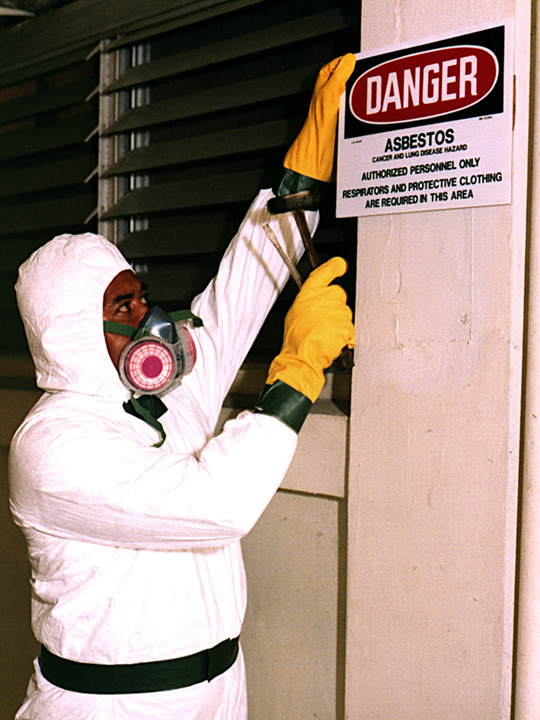 DANGER
ASBESTOS
CANCER AND LUNG DISEASE HAZARD
AUTHORIZED PERSONNEL ONLY
RESPIRATORS AND PROTECTIVE CLOTHING
ARE REQUIRED IN THIS AREA